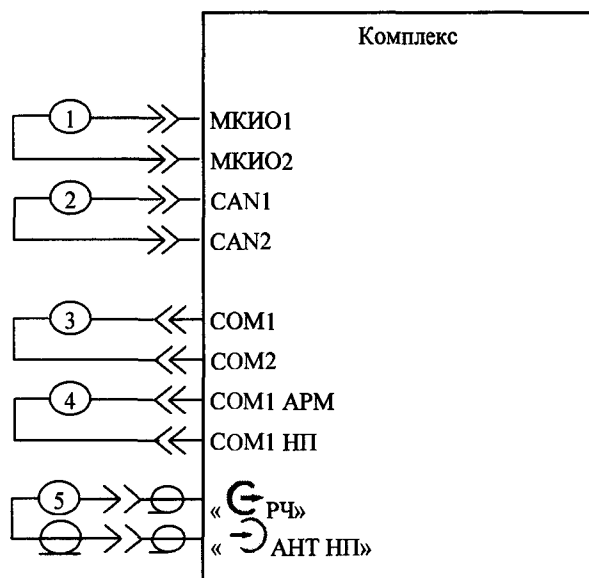 Комплекс
1
МКИО1
МКИО2
2
CAN1
CAN2
3
COM1
COM2
4
COM1 АРМ
COM1 НП
5
« РЧ»
« АНТ НП»